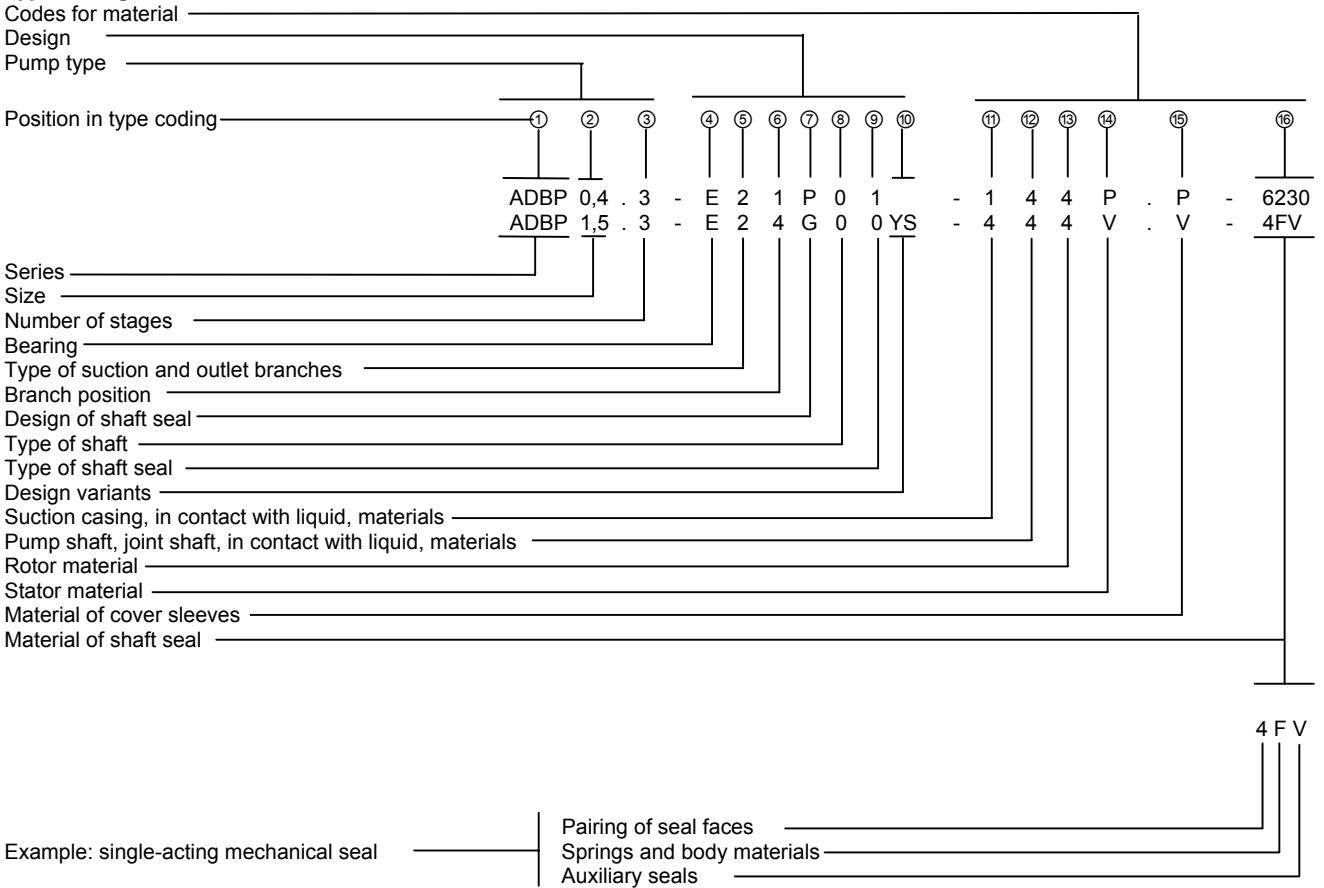 Codes for material
Design
Pump type
Position in type coding ① ② ③ ④ ⑤ ⑥ ⑦ ⑧ ⑨ ⑩ ⑪ ⑫ ⑬ ⑭ ⑮ ⑯
ADBP 0,4 . 3 - E 2 1 P 0 1 - 1 4 4 P . P - 6230
ADBP 1,5 . 3 - E 2 4 G 0 0 YS - 4 4 4 V . V - 4FV
Series
Size
Number of stages
Bearing
Type of suction and outlet branches
Branch position
Design of shaft seal
Type of shaft
Type of shaft seal
Design variants
Suction casing, in contact with liquid, materials
Pump shaft, joint shaft, in contact with liquid, materials
Rotor material
Stator material
Material of cover sleeves
Material of shaft seal
4 F V
Pairing of seal faces
Example: single-acting mechanical seal Springs and body materials
Auxiliary seals